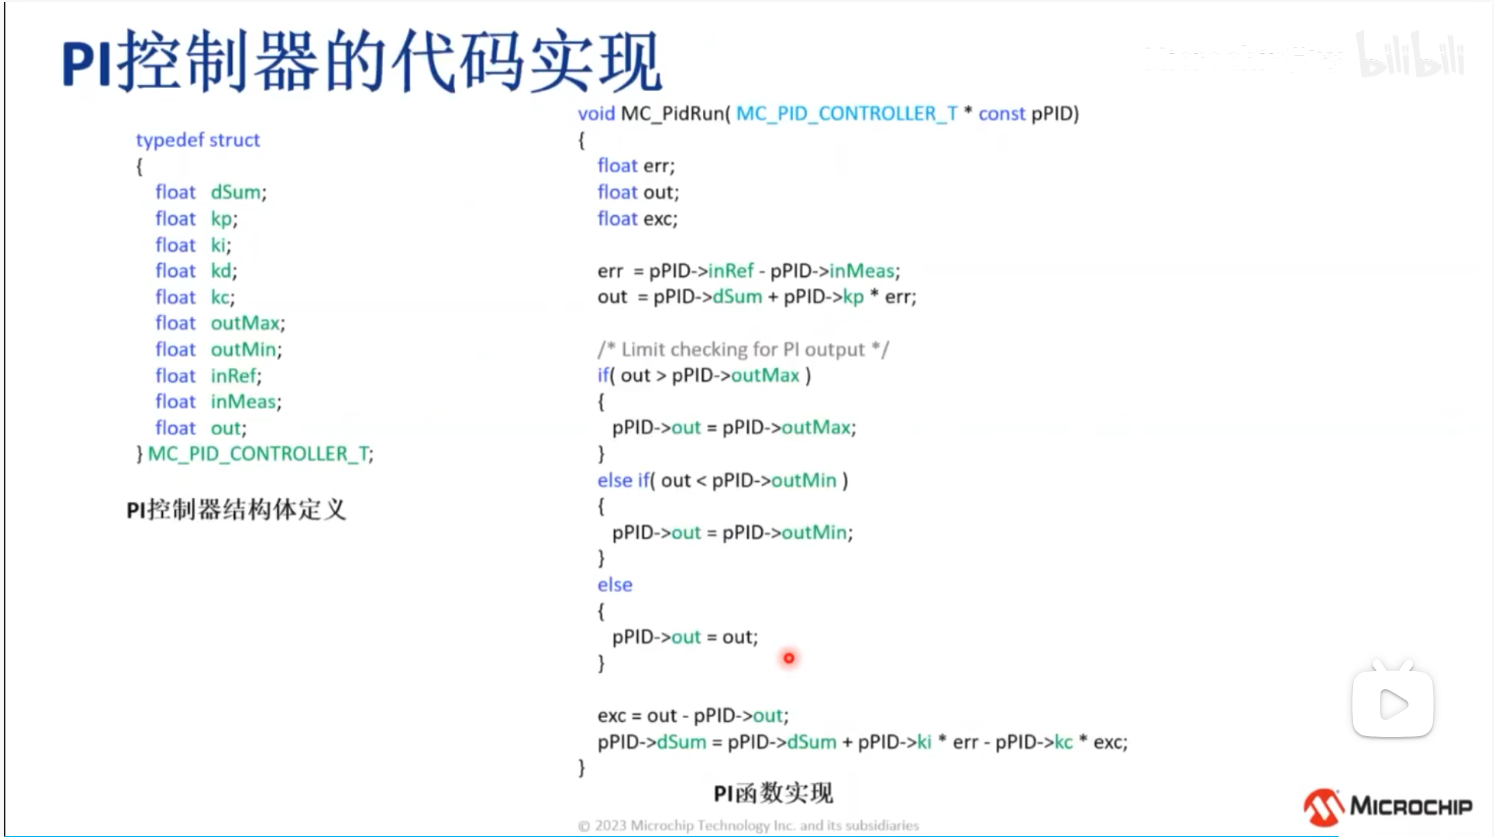 PI控制器的代码实现
bilibili
typedef struct
{
float dSum;
float kp;
float ki;
float kd;
float kc;
float outMax;
float outMin;
float inRef;
float inMeas;
float out;
} MC_PID_CONTROLLER_T;
PI控制器结构体定义
void MC_PidRun( MC_PID_CONTROLLER_T * const pPID)
{
float err;
float out;
float exc;
err = pPID->inRef - pPID->inMeas;
out = pPID->dSum + pPID->kp * err;
/* Limit checking for PI output */
if( out > pPID->outMax )
{
pPID->out = pPID->outMax;
}
else if( out < pPID->outMin )
{
pPID->out = pPID->outMin;
}
else
{
pPID->out = out;
}
exc = out - pPID->out;
pPID->dSum = pPID->dSum + pPID->ki * err - pPID->kc * exc;
}
PI函数实现
MICROCHIP
© 2023 Microchip Technology Inc. and its subsidiaries